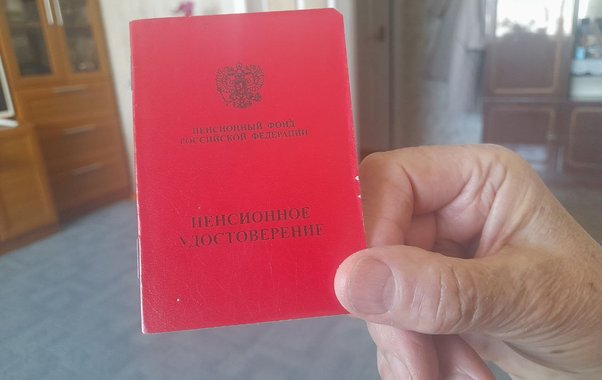 ПЕНСИОННЫЙ ФОНД
РОССИЙСКОЙ ФЕДЕРАЦИИ
ПЕНСИОННОЕ
УДОСТОВЕРЕНИЕ